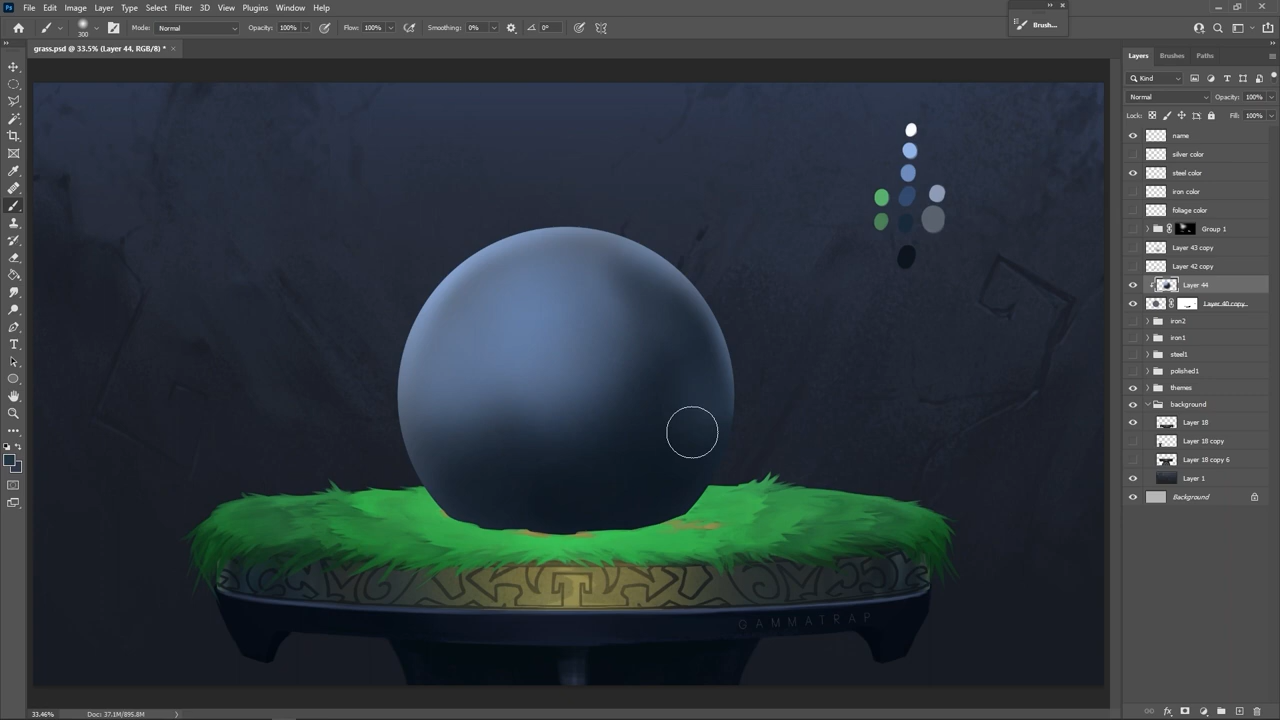 Ps File Edit Image Layer Type Select Filter 3D View Plugins Window Help
Brush...
300 Mode: Normal Opacity: 100% Flow: 100% Smoothing: 0% 0°
grass.psd @ 33.5% (Layer 44, RGB/8) * ×
Layers Brushes Paths
Kind
Normal Opacity: 100%
Lock: Fill: 100%
name
silver color
steel color
iron color
foliage color
Group 1
Layer 43 copy
Layer 42 copy
Layer 44
Layer 40 copy...
iron2
iron1
steel1
polished1
themes
background
Layer 18
Layer 18 copy
Layer 18 copy 6
Layer 1
Background
GAMMATRAP
33.46% Doc: 37.1M/895.8M